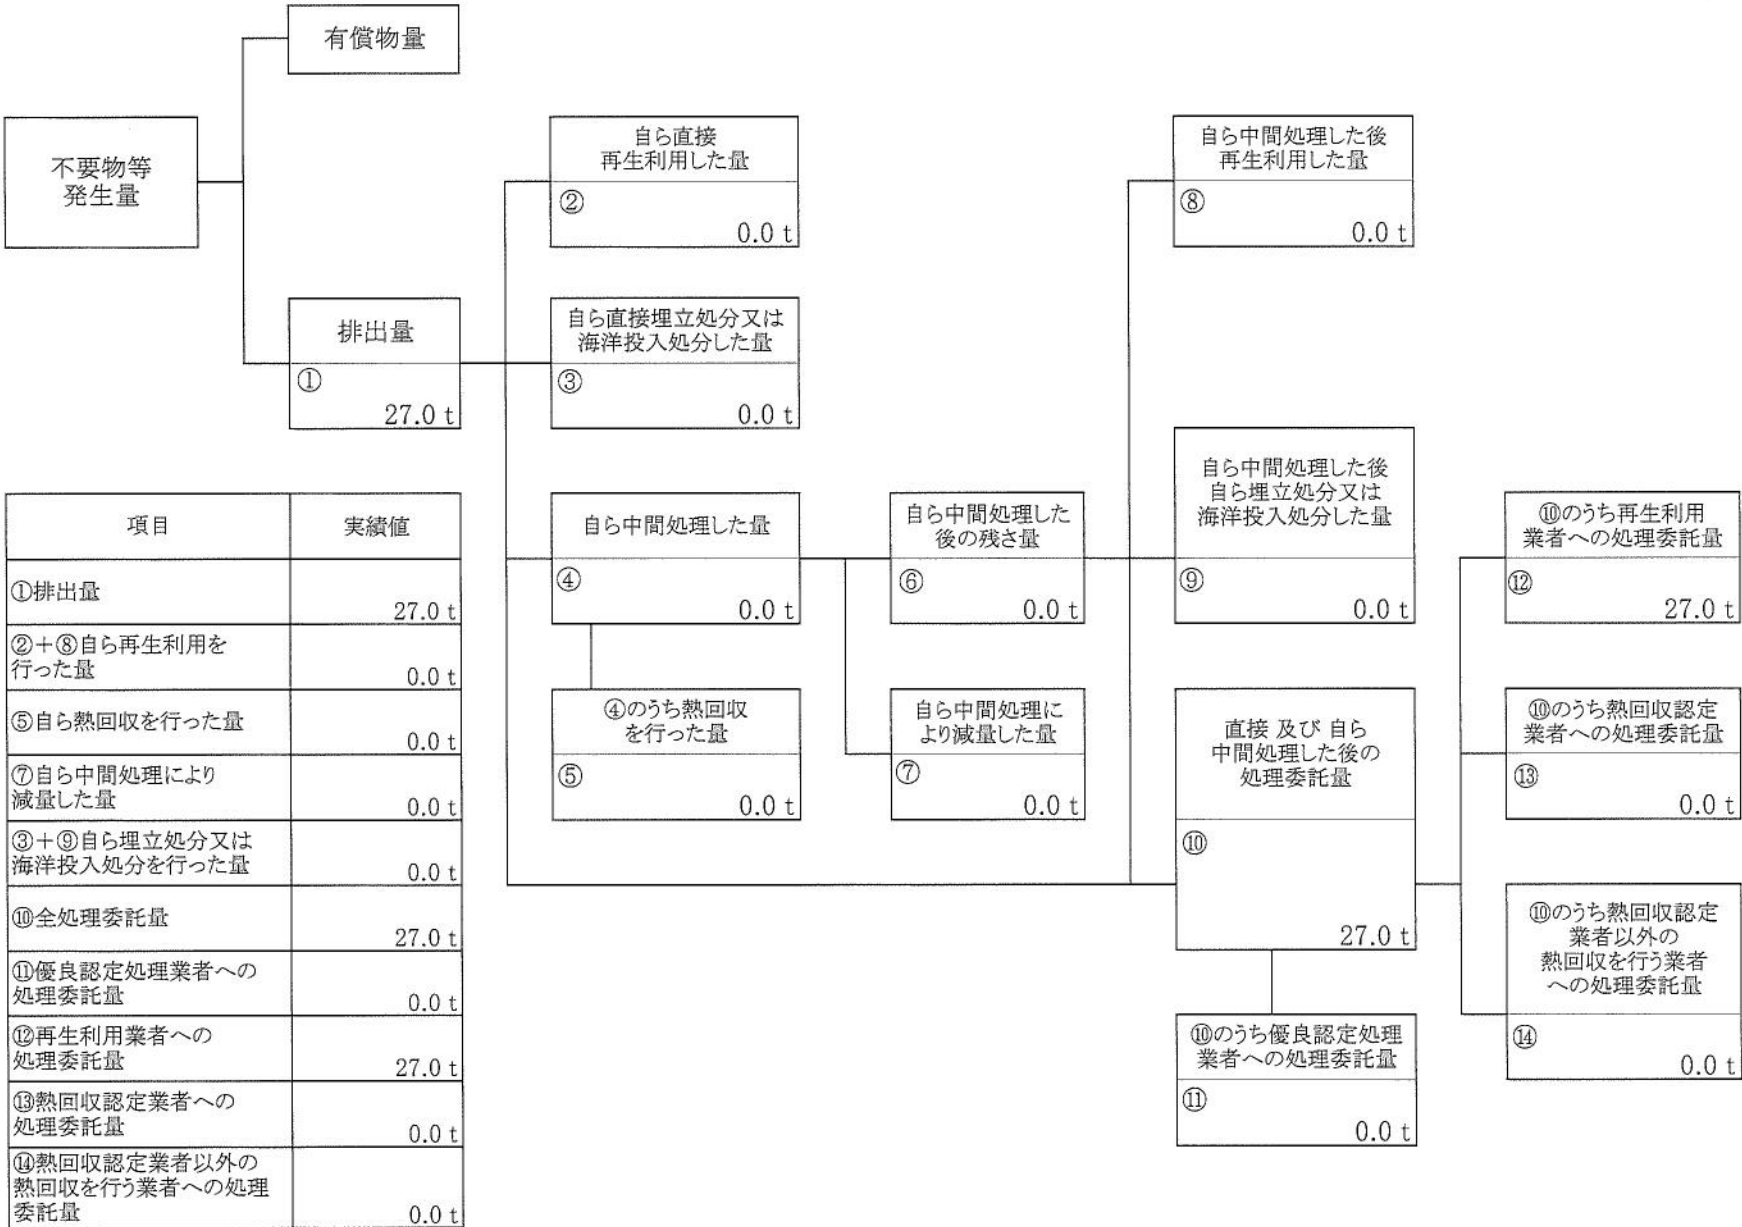 有償物量
不要物等
発生量
自ら直接
再生利用した量
②
0.0 t
自ら中間処理した後
再生利用した量
⑧
0.0 t
排出量
①
27.0 t
自ら直接埋立処分又は
海洋投入処分した量
③
0.0 t
自ら中間処理した量
④
0.0 t
自ら中間処理した
後の残さ量
⑥
0.0 t
自ら中間処理した後
自ら埋立処分又は
海洋投入処分した量
⑨
0.0 t
⑩のうち再生利用
業者への処理委託量
⑫
27.0 t
④のうち熱回収
を行った量
⑤
0.0 t
自ら中間処理に
より減量した量
⑦
0.0 t
直接 及び 自ら
中間処理した後の
処理委託量
⑩
27.0 t
⑩のうち熱回収認定
業者への処理委託量
⑬
0.0 t
⑩のうち熱回収認定
業者以外の
熱回収を行う業者
への処理委託量
⑭
0.0 t
⑩のうち優良認定処理
業者への処理委託量
⑪
0.0 t
項目 実績値
①排出量 27.0 t
②+⑧自ら再生利用を
行った量 0.0 t
⑤自ら熱回収を行った量 0.0 t
⑦自ら中間処理により
減量した量 0.0 t
③+⑨自ら埋立処分又は
海洋投入処分を行った量 0.0 t
⑩全処理委託量 27.0 t
⑪優良認定処理業者への
処理委託量 0.0 t
⑫再生利用業者への
処理委託量 27.0 t
⑬熱回収認定業者への
処理委託量 0.0 t
⑭熱回収認定業者以外の
熱回収を行う業者への処理
委託量 0.0 t